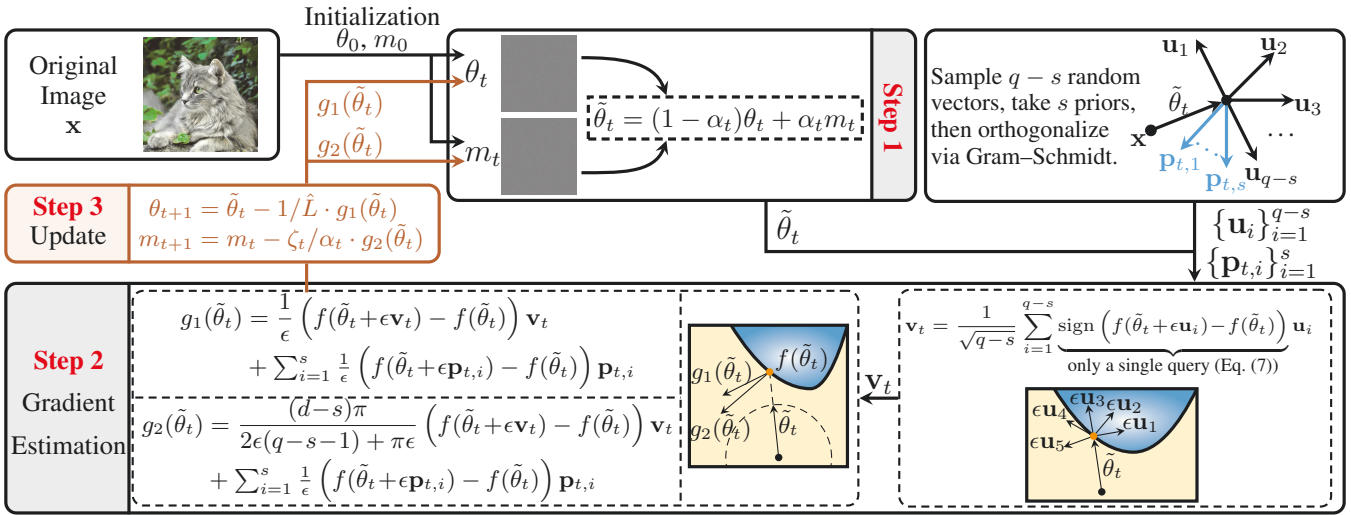 Initialization
θ₀, m₀
Original
Image
x
θ_t
m_t
g₁(θ̃_t)
g₂(θ̃_t)
θ̃_t = (1 − α_t)θ_t + α_t m_t
Step 1
Sample q − s random
vectors, take s priors,
then orthogonalize
via Gram–Schmidt.
u₁
u₂
u₃
...
u_{q−s}
θ̃_t
x
p_{t,1}
...
p_{t,s}
Step 3
Update
θ_{t+1} = θ̃_t − 1/L̂ · g₁(θ̃_t)
m_{t+1} = m_t − ζ_t/α_t · g₂(θ̃_t)
θ̃_t
{u_i}_{i=1}^{q−s}
{p_{t,i}}_{i=1}^{s}
Step 2
Gradient
Estimation
g₁(θ̃_t) = \frac{1}{ϵ} (f(θ̃_t+ϵv_t) − f(θ̃_t)) v_t
+ ∑_{i=1}^{s} \frac{1}{ϵ} (f(θ̃_t+ϵp_{t,i}) − f(θ̃_t)) p_{t,i}
g₂(θ̃_t) = \frac{(d−s)π}{2ϵ(q−s−1) + πϵ} (f(θ̃_t+ϵv_t) − f(θ̃_t)) v_t
+ ∑_{i=1}^{s} \frac{1}{ϵ} (f(θ̃_t+ϵp_{t,i}) − f(θ̃_t)) p_{t,i}
f(θ̃_t)
g₁(θ̃_t)
g₂(θ̃_t)
θ̃_t
v_t
v_t = \frac{1}{\sqrt{q−s}} ∑_{i=1}^{q−s} sign (f(θ̃_t+ϵu_i)−f(θ̃_t)) u_i
only a single query (Eq. (7))
ϵu₃
ϵu₄
ϵu₂
ϵu₁
ϵu₅
θ̃_t